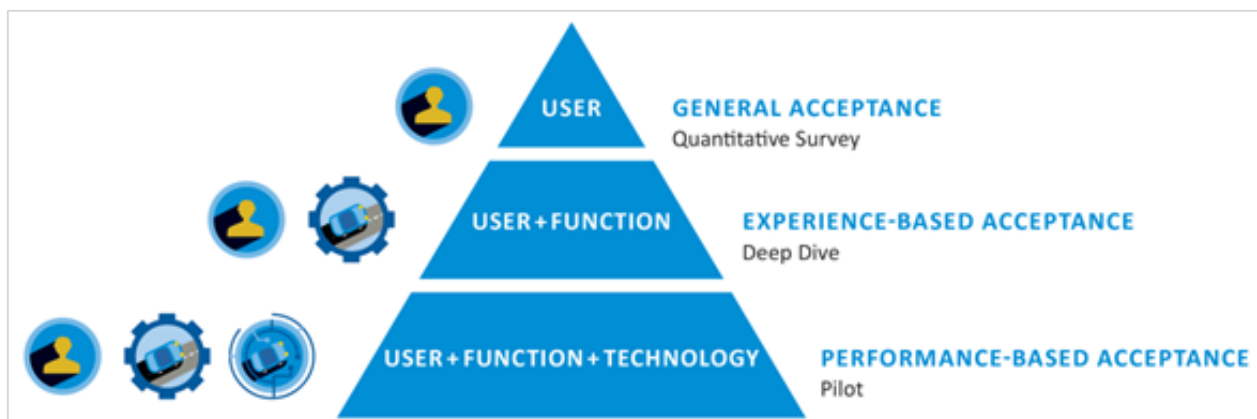 USER
GENERAL ACCEPTANCE
Quantitative Survey
USER+FUNCTION
EXPERIENCE-BASED ACCEPTANCE
Deep Dive
USER+FUNCTION+TECHNOLOGY
PERFORMANCE-BASED ACCEPTANCE
Pilot